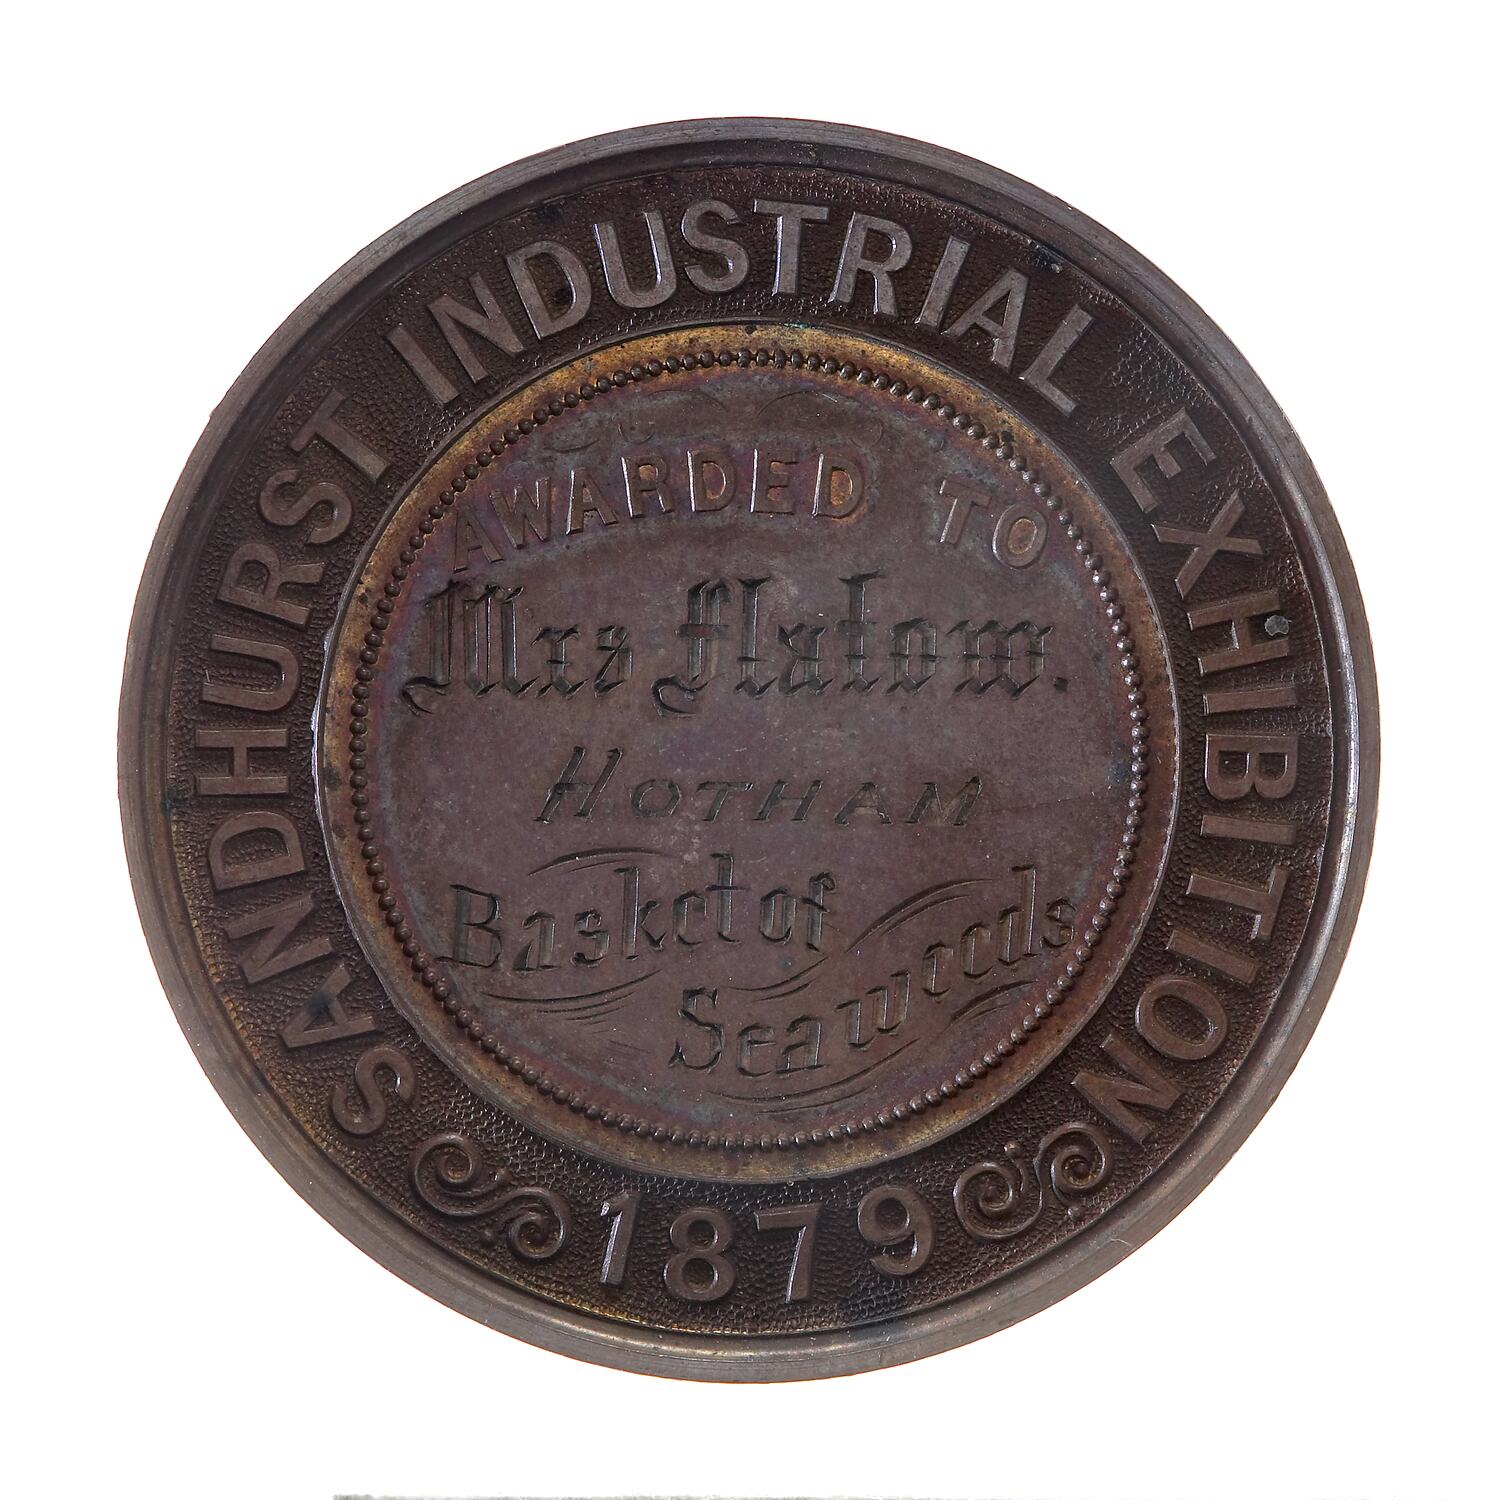 SANDHURST INDUSTRIAL EXHIBITION
AWARDED TO
Mrs Flatow.
HOTHAM
Basket of
Seaweeds
1879